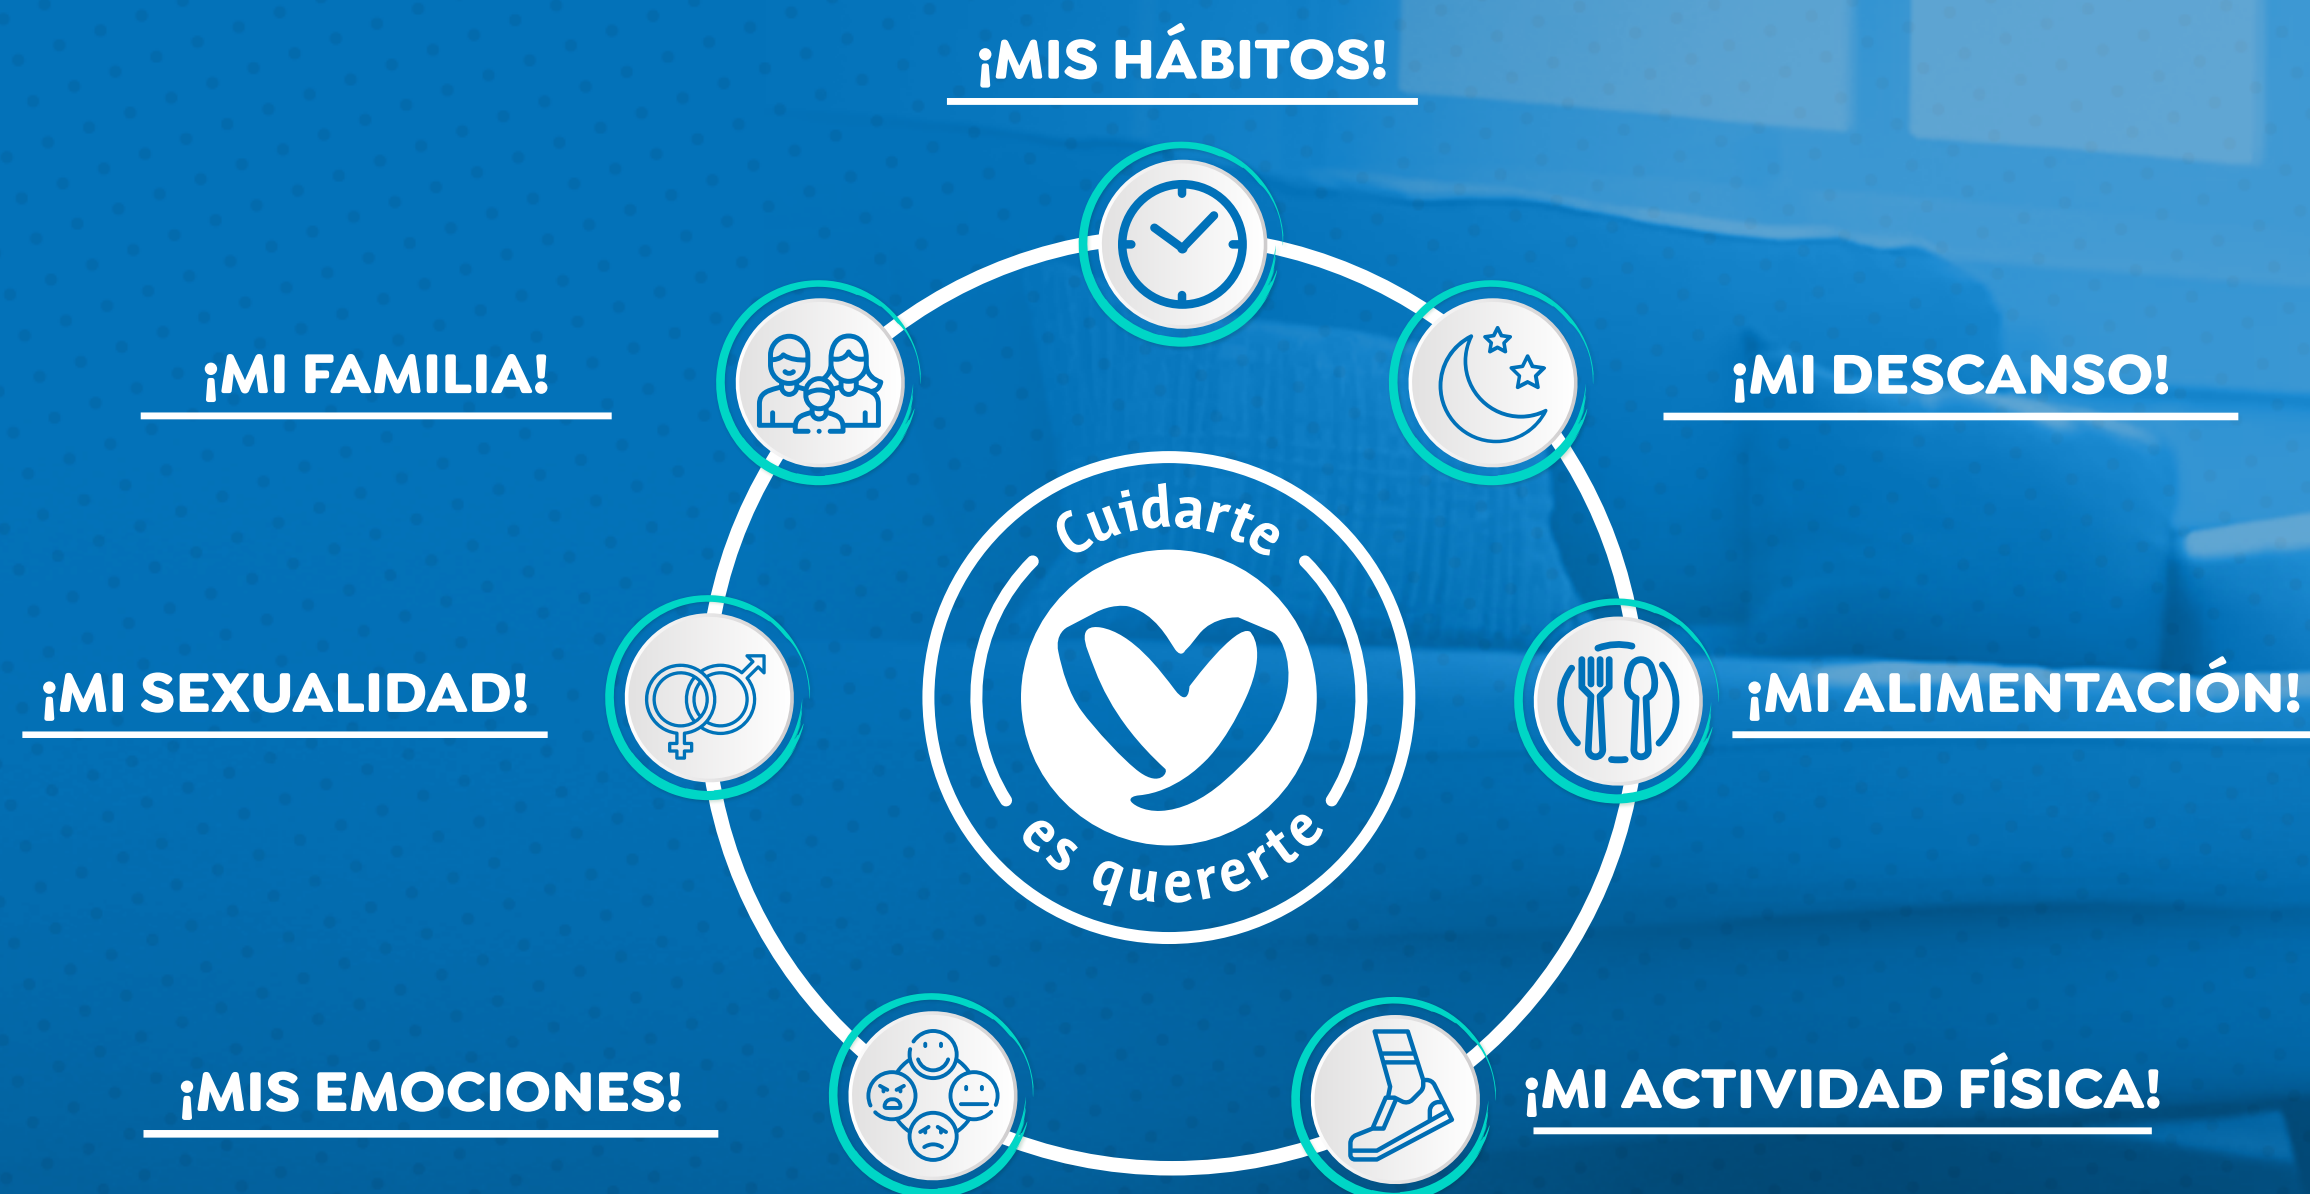 ¡MIS HÁBITOS!
¡MI FAMILIA!
¡MI DESCANSO!
Cuidarte
es quererte
¡MI SEXUALIDAD!
¡MI ALIMENTACIÓN!
¡MIS EMOCIONES!
¡MI ACTIVIDAD FÍSICA!